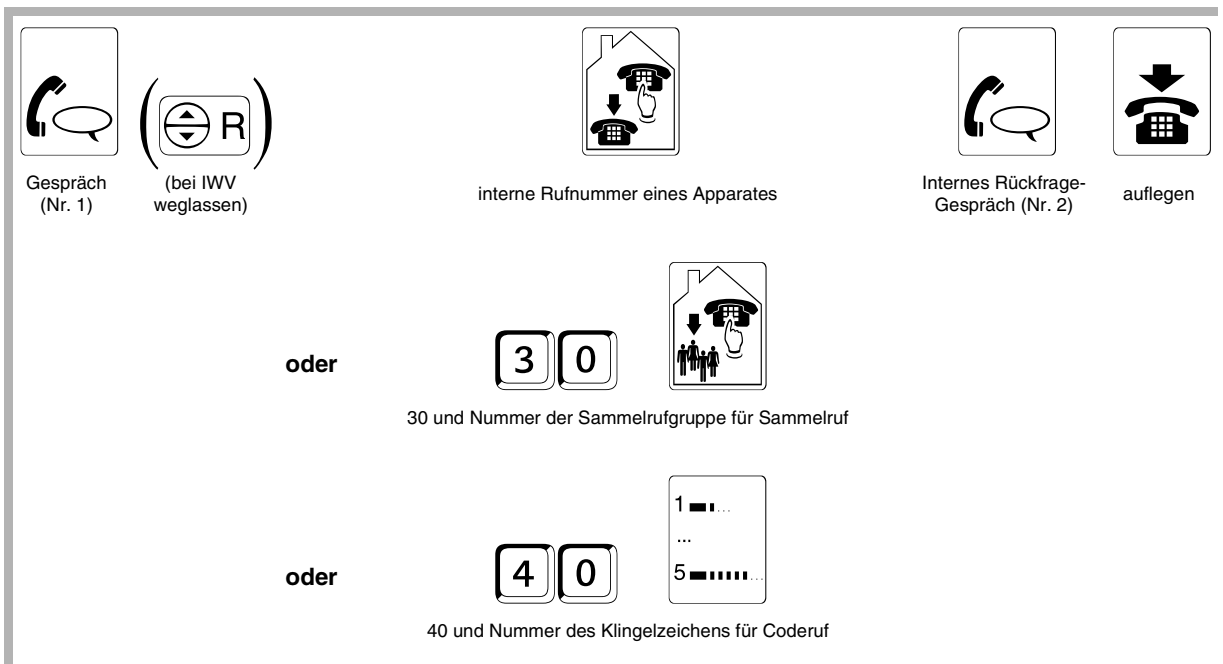 R
Gespräch
(Nr. 1)
(bei IWV
weglassen)
interne Rufnummer eines Apparates
Internes Rückfrage-
Gespräch (Nr. 2)
auflegen
oder
3 0
30 und Nummer der Sammelrufgruppe für Sammelruf
1 ...
...
5 ...
oder
4 0
40 und Nummer des Klingelzeichens für Coderuf